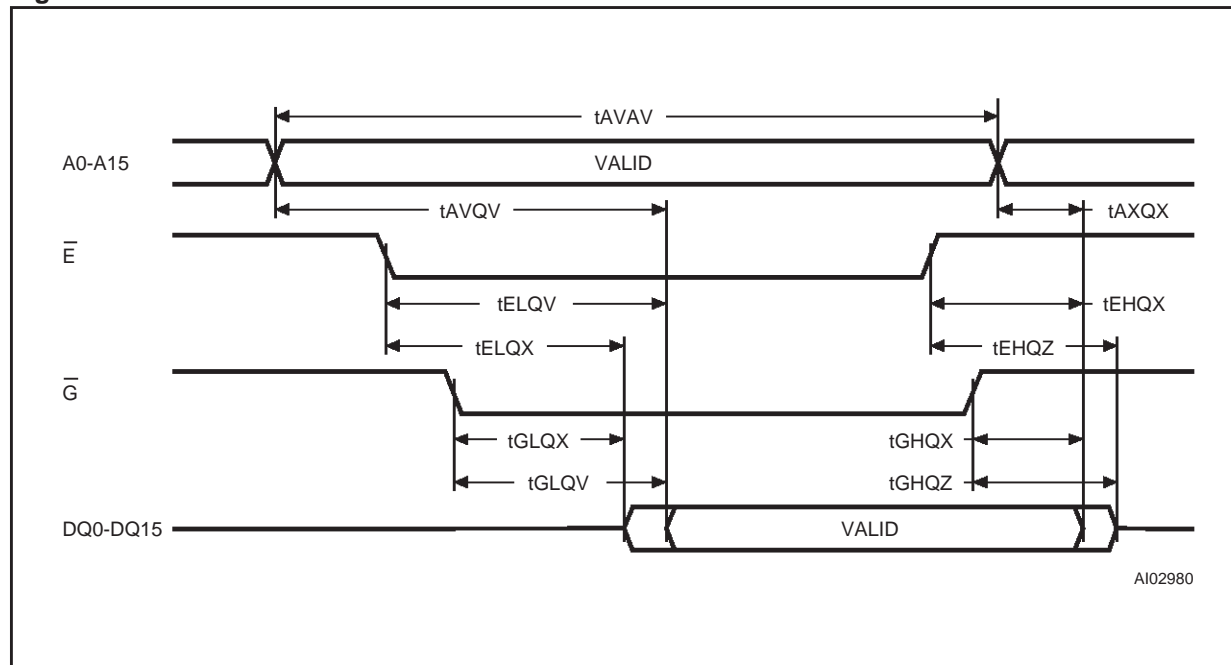 tAVAV
A0-A15 VALID
tAVQV tAXQX
E
tELQV tEHQX
tELQX tEHQZ
G
tGLQX tGHQX
tGLQV tGHQZ
DQ0-DQ15 VALID
AI02980